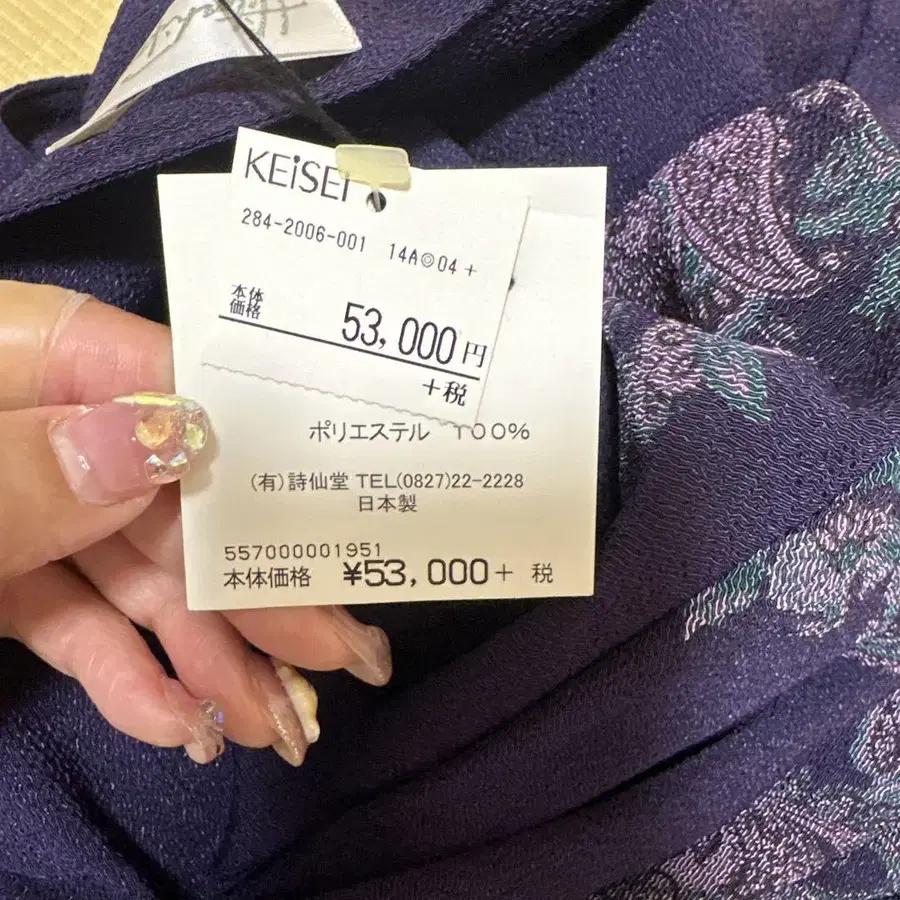 KEiSEI
284-2006-001 14A◎04 +
本体
価格
53,000円
+税
ポリエステル 100%
(有)詩仙堂 TEL(0827)22-2228
日本製
557000001951
本体価格 ¥53,000+ 税